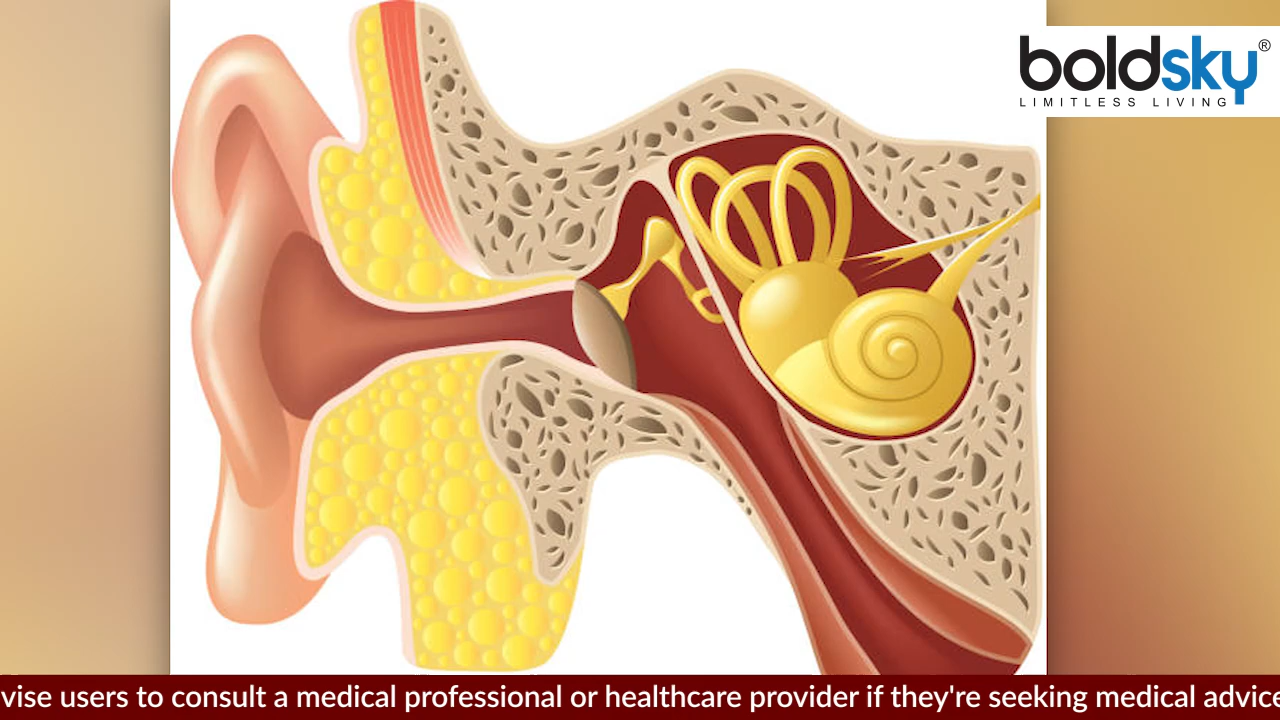 boldsky®
LIMITLESS LIVING
vise users to consult a medical professional or healthcare provider if they're seeking medical advice